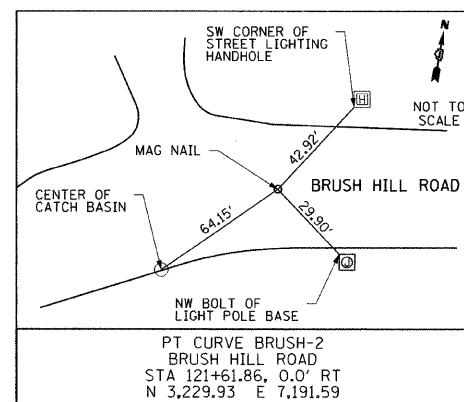 SW CORNER OF
STREET LIGHTING
HANDHOLE
N
H
NOT TO
SCALE
42.92'
MAG NAIL
BRUSH HILL ROAD
CENTER OF
CATCH BASIN
64.15'
29.90'
NW BOLT OF
LIGHT POLE BASE
PT CURVE BRUSH-2
BRUSH HILL ROAD
STA 121+61.86, 0.0' RT
N 3,229.93 E 7,191.59